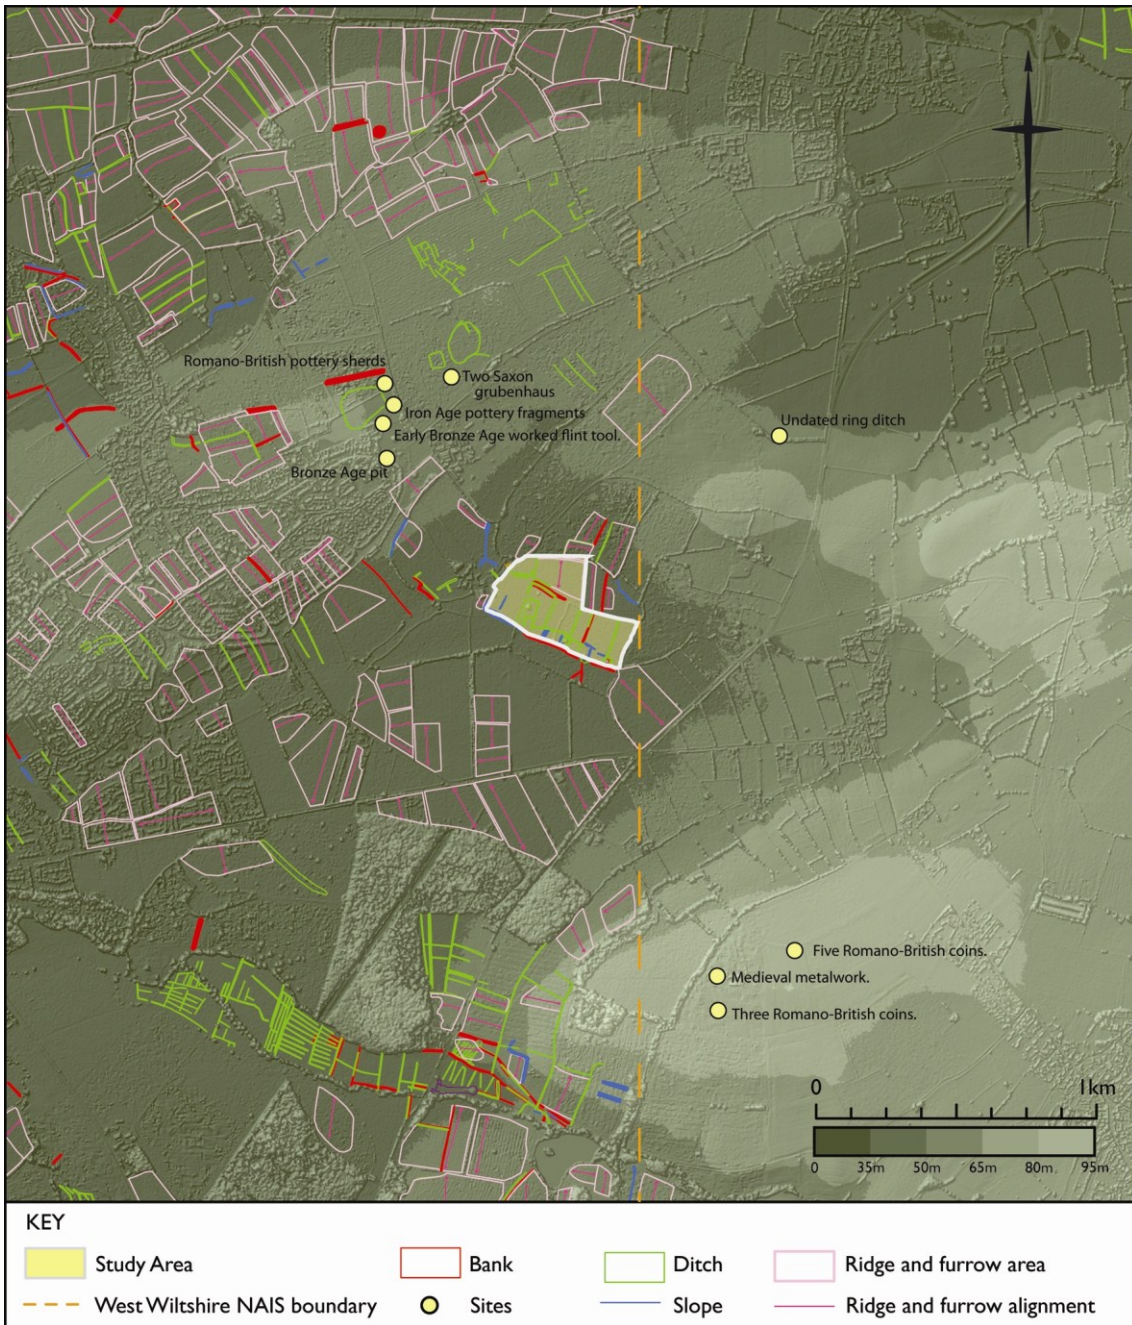 Romano-British pottery sherds
Two Saxon
grubenhaus
Iron Age pottery fragments
Early Bronze Age worked flint tool.
Bronze Age pit
Undated ring ditch
Five Romano-British coins.
Medieval metalwork.
Three Romano-British coins.
0 1km
0 35m 50m 65m 80m 95m
KEY
Study Area Bank Ditch Ridge and furrow area
West Wiltshire NAIS boundary Sites Slope Ridge and furrow alignment